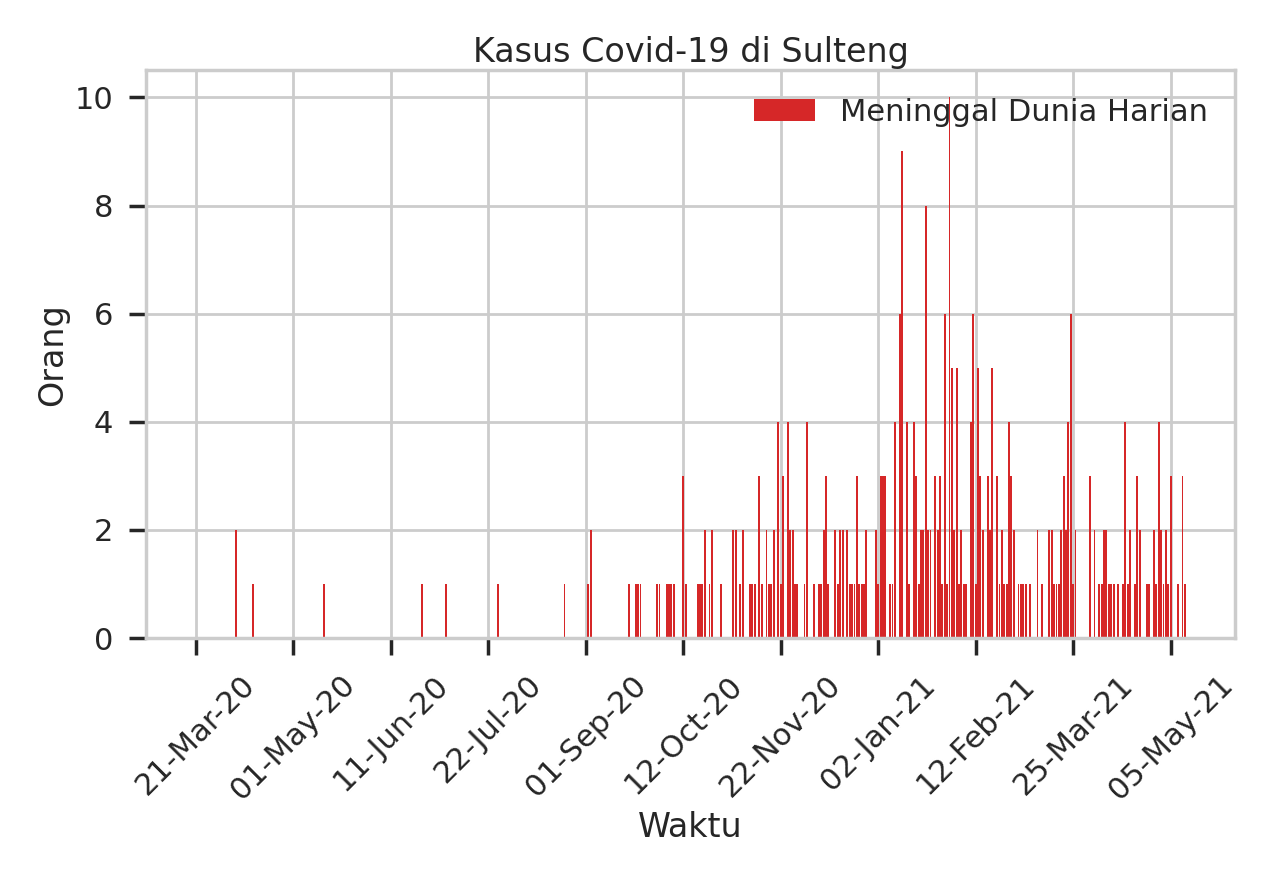 Kasus Covid-19 di Sulteng
Meninggal Dunia Harian
Orang
10
8
6
4
2
0
21-Mar-20
01-May-20
11-Jun-20
22-Jul-20
01-Sep-20
12-Oct-20
22-Nov-20
02-Jan-21
12-Feb-21
25-Mar-21
05-May-21
Waktu